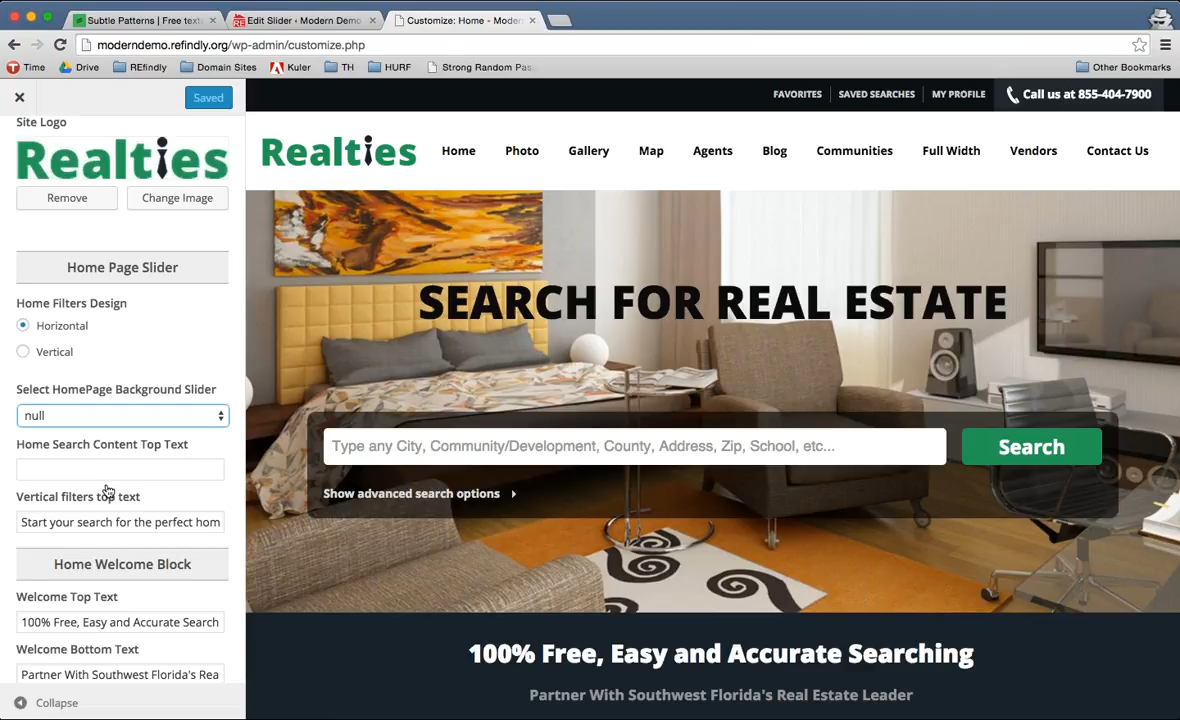 Subtle Patterns | Free text
Edit Slider ‹ Modern Demo
Customize: Home - Moder
moderndemo.refindly.org/wp-admin/customize.php
Time
Drive
REfindly
Domain Sites
Kuler
TH
HURF
Strong Random Pas
Other Bookmarks
Saved
Site Logo
Realties
Remove
Change Image
Home Page Slider
Home Filters Design
Horizontal
Vertical
Select HomePage Background Slider
null
Home Search Content Top Text
Vertical filters top text
Start your search for the perfect hom
Home Welcome Block
Welcome Top Text
100% Free, Easy and Accurate Search
Welcome Bottom Text
Partner With Southwest Florida's Rea
Collapse
FAVORITES
SAVED SEARCHES
MY PROFILE
Call us at 855-404-7900
Realties
Home
Photo
Gallery
Map
Agents
Blog
Communities
Full Width
Vendors
Contact Us
SEARCH FOR REAL ESTATE
Type any City, Community/Development, County, Address, Zip, School, etc...
Search
Show advanced search options
100% Free, Easy and Accurate Searching
Partner With Southwest Florida's Real Estate Leader